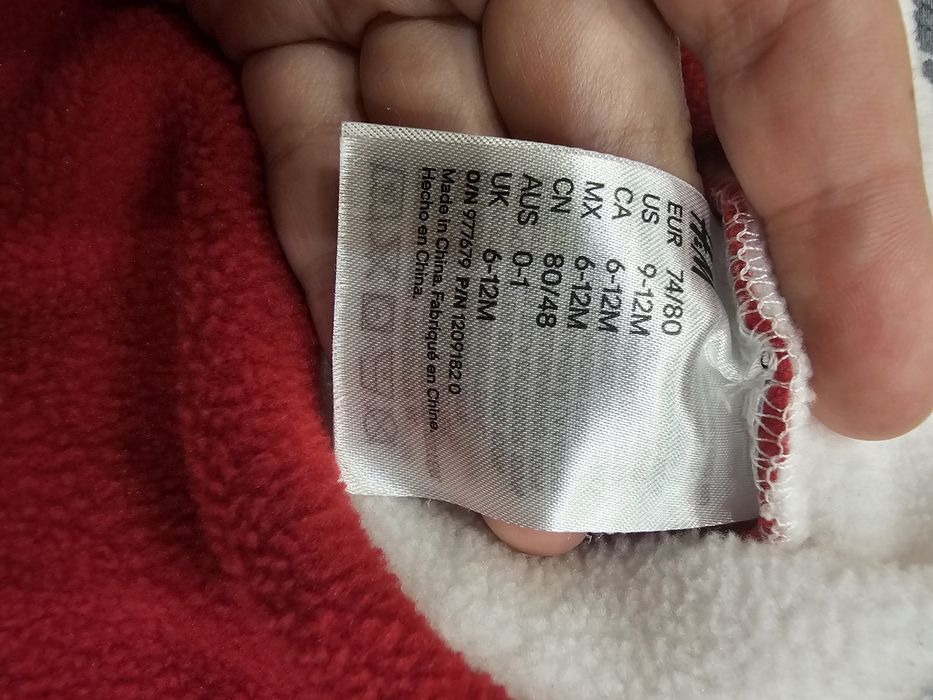 H&M
EUR 74/80
US 9-12M
CA 6-12M
MX 6-12M
CN 80/48
AUS 0-1
UK 6-12M
O/N 977679 P/N 1209182.0
Made in China. Fabriqué en Chine.
Hecho en China.